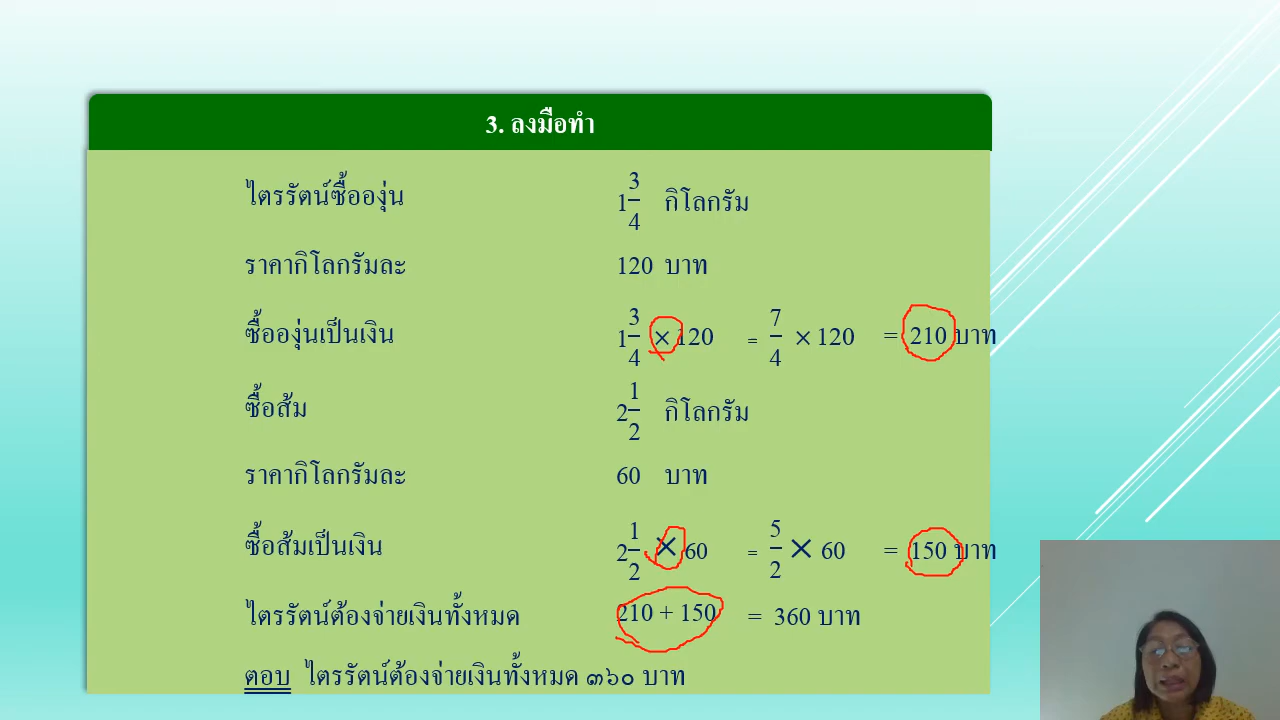 3. ลงมือทำ
ไตรรัตน์ซื้อองุ่น 1 3/4 กิโลกรัม
ราคากิโลกรัมละ 120 บาท
ซื้อองุ่นเป็นเงิน 1 3/4 × 120 = 7/4 × 120 = 210 บาท
ซื้อส้ม 2 1/2 กิโลกรัม
ราคากิโลกรัมละ 60 บาท
ซื้อส้มเป็นเงิน 2 1/2 × 60 = 5/2 × 60 = 150 บาท
ไตรรัตน์ต้องจ่ายเงินทั้งหมด 210 + 150 = 360 บาท
ตอบ ไตรรัตน์ต้องจ่ายเงินทั้งหมด ๓๖๐ บาท